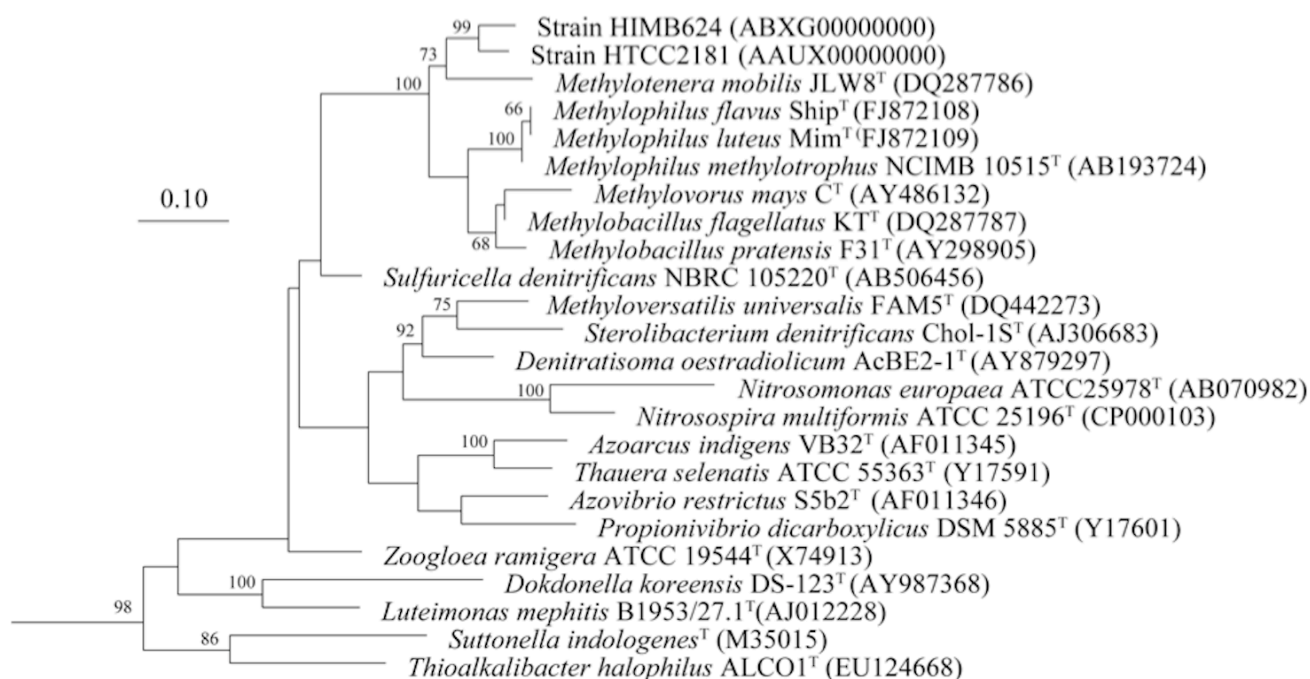 99
Strain HIMB624 (ABXG00000000)
Strain HTCC2181 (AAUX00000000)
73
Methylotenera mobilis JLW8ᵀ (DQ287786)
100
Methylophilus flavus Shipᵀ (FJ872108)
66
Methylophilus luteus Mimᵀ (FJ872109)
100
Methylophilus methylotrophus NCIMB 10515ᵀ (AB193724)
Methylovorus mays Cᵀ (AY486132)
0.10
Methylobacillus flagellatus KTᵀ (DQ287787)
68
Methylobacillus pratensis F31ᵀ (AY298905)
Sulfuricella denitrificans NBRC 105220ᵀ (AB506456)
75
Methyloversatilis universalis FAM5ᵀ (DQ442273)
Sterolibacterium denitrificans Chol-1Sᵀ (AJ306683)
92
Denitratisoma oestradiolicum AcBE2-1ᵀ (AY879297)
Nitrosomonas europaea ATCC25978ᵀ (AB070982)
100
Nitrosospira multiformis ATCC 25196ᵀ (CP000103)
100
Azoarcus indigens VB32ᵀ (AF011345)
Thauera selenatis ATCC 55363ᵀ (Y17591)
Azovibrio restrictus S5b2ᵀ (AF011346)
Propionivibrio dicarboxylicus DSM 5885ᵀ (Y17601)
Zoogloea ramigera ATCC 19544ᵀ (X74913)
100
Dokdonella koreensis DS-123ᵀ (AY987368)
98
Luteimonas mephitis B1953/27.1ᵀ(AJ012228)
86
Suttonella indologenesᵀ (M35015)
Thioalkalibacter halophilus ALCO1ᵀ (EU124668)